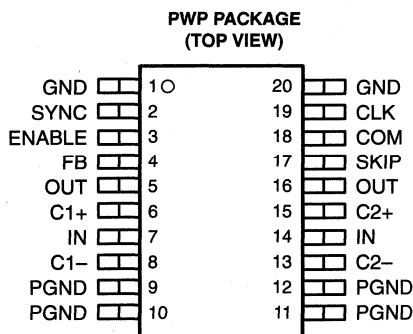 PWP PACKAGE
(TOP VIEW)
GND 1 20 GND
SYNC 2 19 CLK
ENABLE 3 18 COM
FB 4 17 SKIP
OUT 5 16 OUT
C1+ 6 15 C2+
IN 7 14 IN
C1– 8 13 C2–
PGND 9 12 PGND
PGND 10 11 PGND